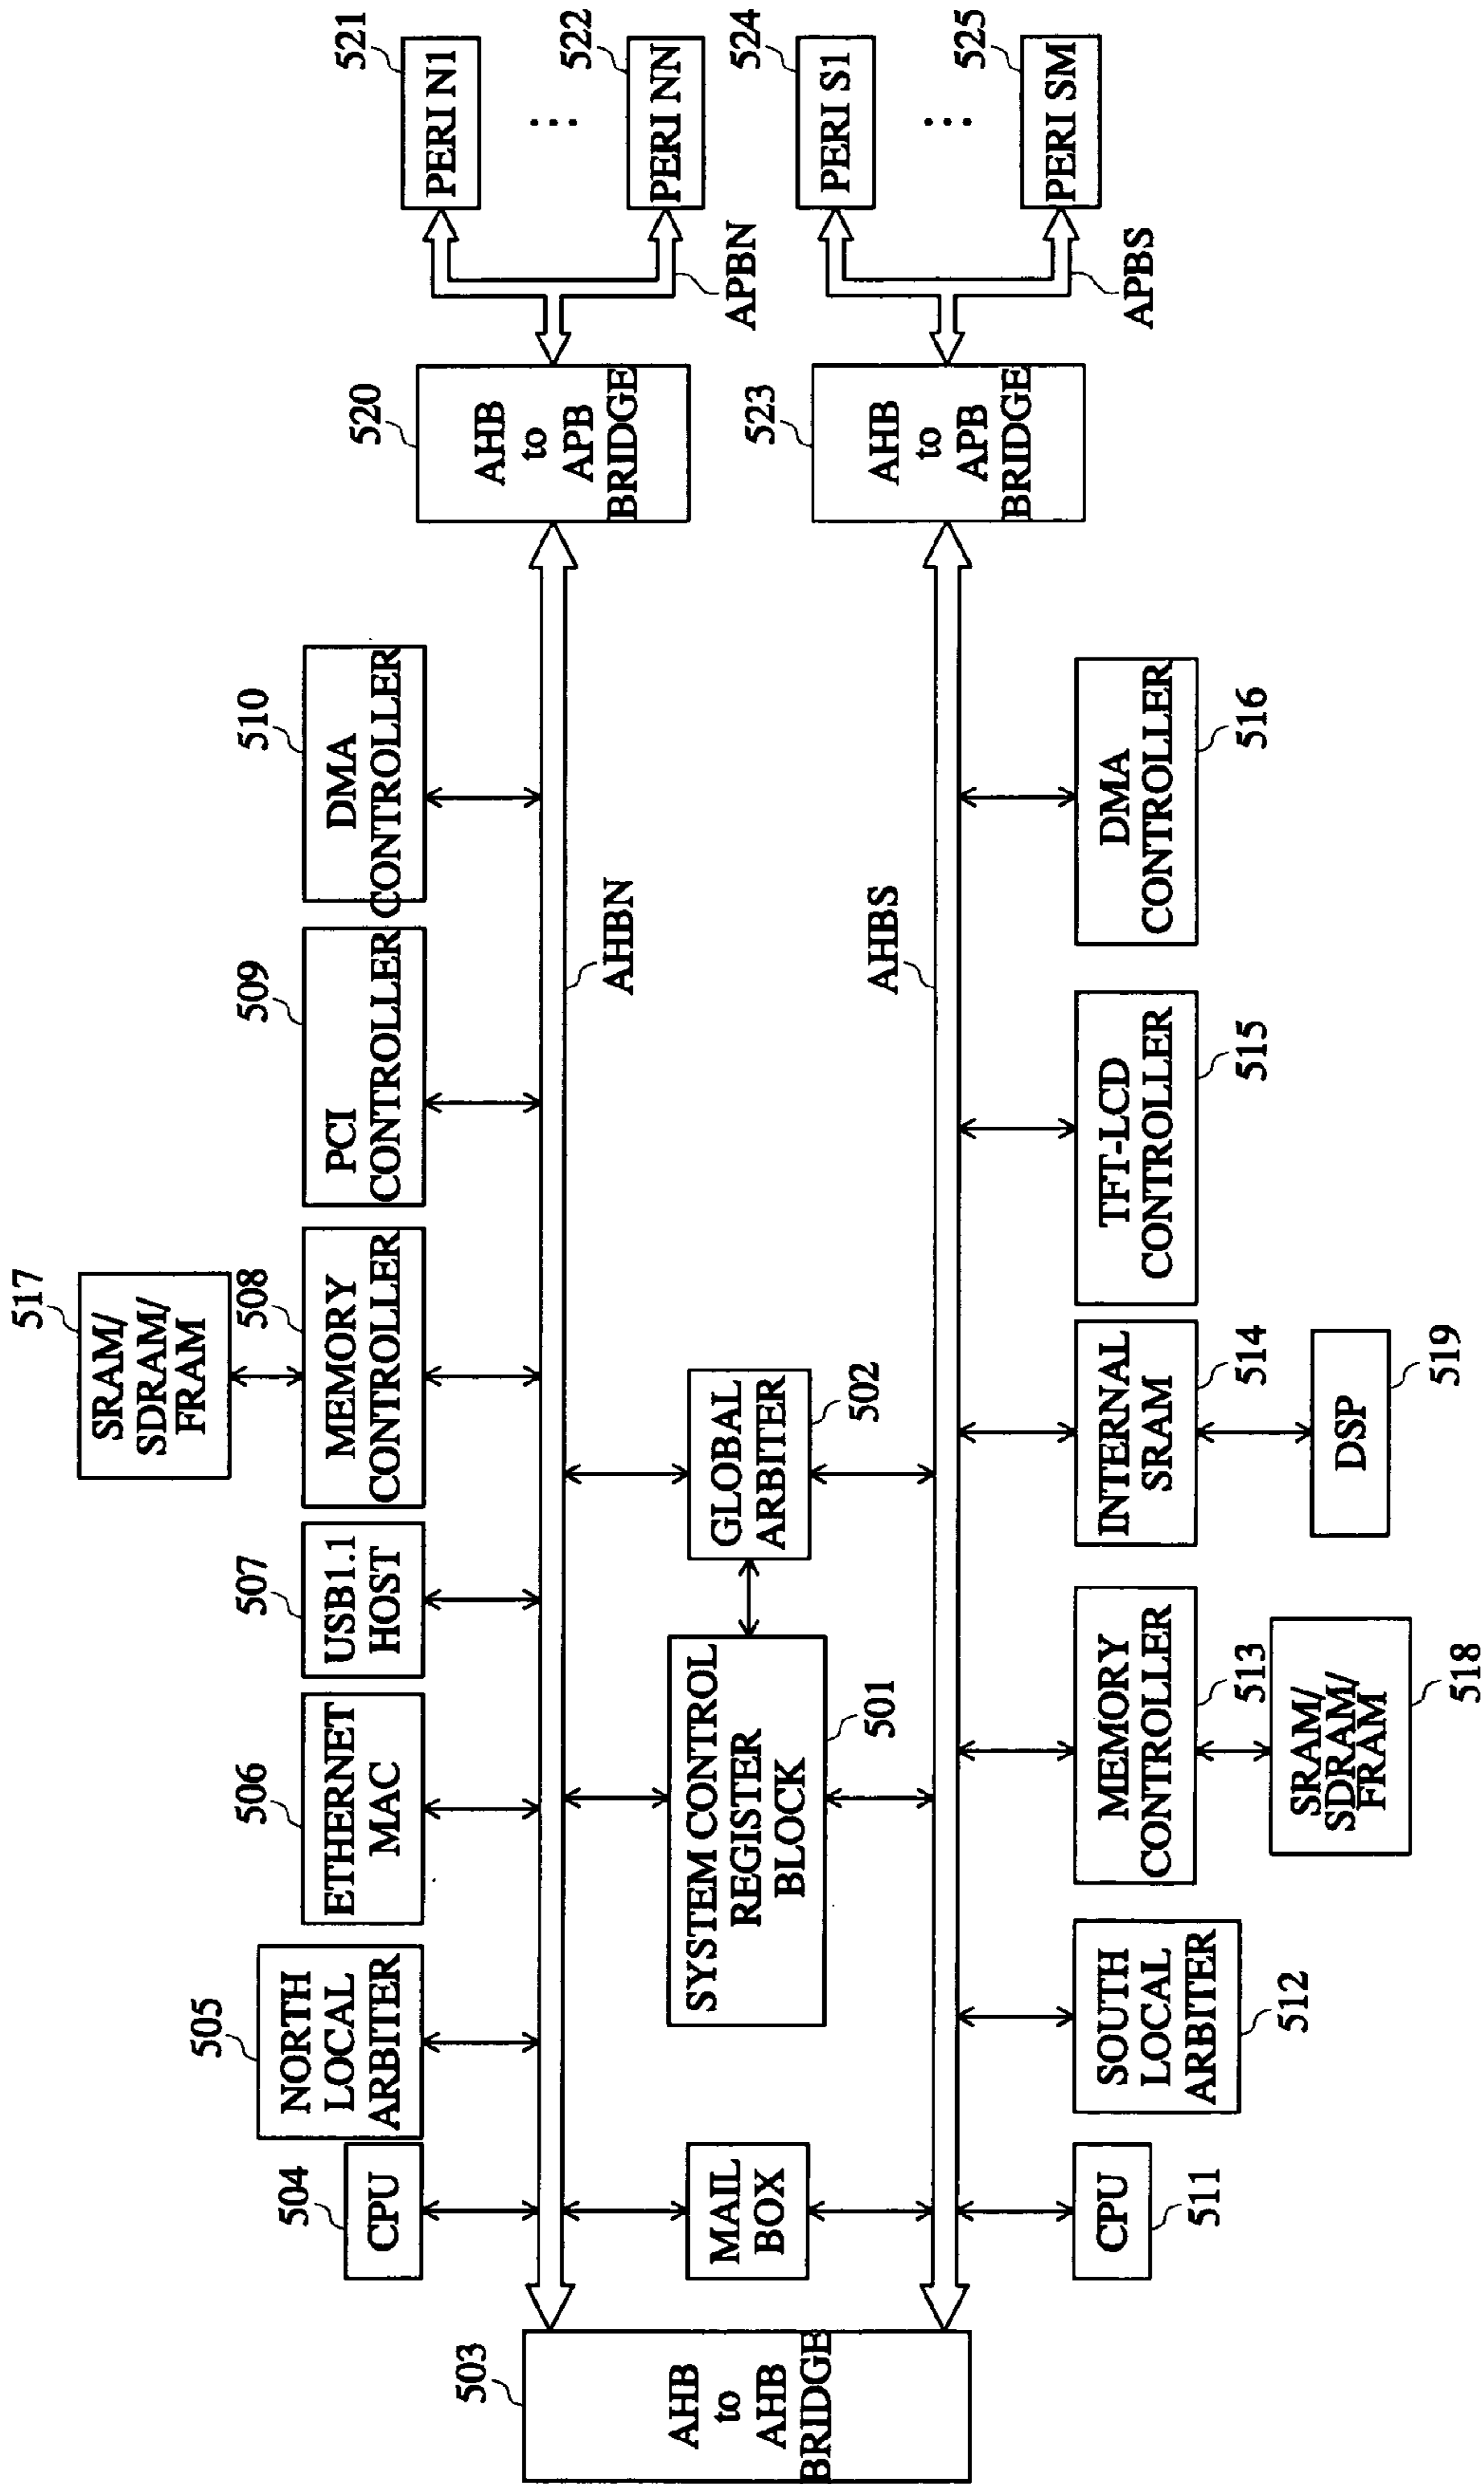 517
SRAM/
SDRAM/
FRAM
504
CPU
505
NORTH
LOCAL
ARBITER
506
ETHERNET
MAC
507
USB1.1
HOST
508
MEMORY
CONTROLLER
509
PCI
CONTROLLER
510
DMA
CONTROLLER
521
PERI N1
...
522
PERI NN
APBN
520
AHB
to
APB
BRIDGE
AHBN
503
AHB
to
AHB
BRIDGE
MAIL
BOX
SYSTEM CONTROL
REGISTER
BLOCK
501
GLOBAL
ARBITER
502
AHBS
523
AHB
to
APB
BRIDGE
524
PERI S1
...
525
PERI SM
APBS
CPU
511
SOUTH
LOCAL
ARBITER
512
MEMORY
CONTROLLER
513
SRAM/
SDRAM/
FRAM
518
INTERNAL
SRAM
514
DSP
519
TFT-LCD
CONTROLLER
515
DMA
CONTROLLER
516